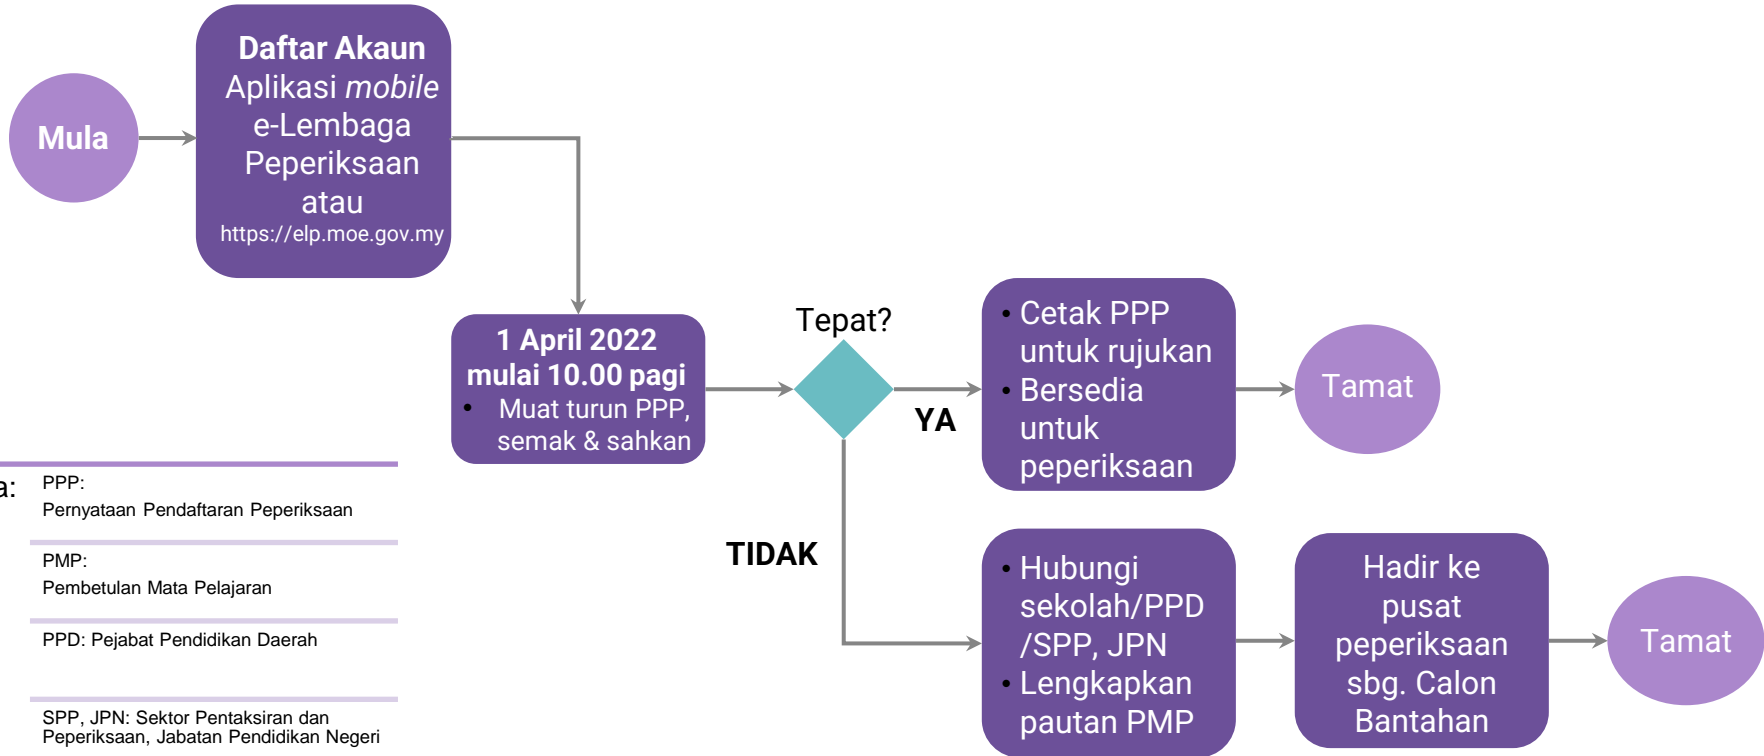 Mula
Daftar Akaun
Aplikasi mobile
e-Lembaga
Peperiksaan
atau
https://elp.moe.gov.my
1 April 2022
mulai 10.00 pagi
• Muat turun PPP,
semak & sahkan
Tepat?
YA
• Cetak PPP
untuk rujukan
• Bersedia
untuk
peperiksaan
Tamat
TIDAK
• Hubungi
sekolah/PPD
/SPP, JPN
• Lengkapkan
pautan PMP
Hadir ke
pusat
peperiksaan
sbg. Calon
Bantahan
Tamat
a:
PPP:
Pernyataan Pendaftaran Peperiksaan
PMP:
Pembetulan Mata Pelajaran
PPD: Pejabat Pendidikan Daerah
SPP, JPN: Sektor Pentaksiran dan
Peperiksaan, Jabatan Pendidikan Negeri